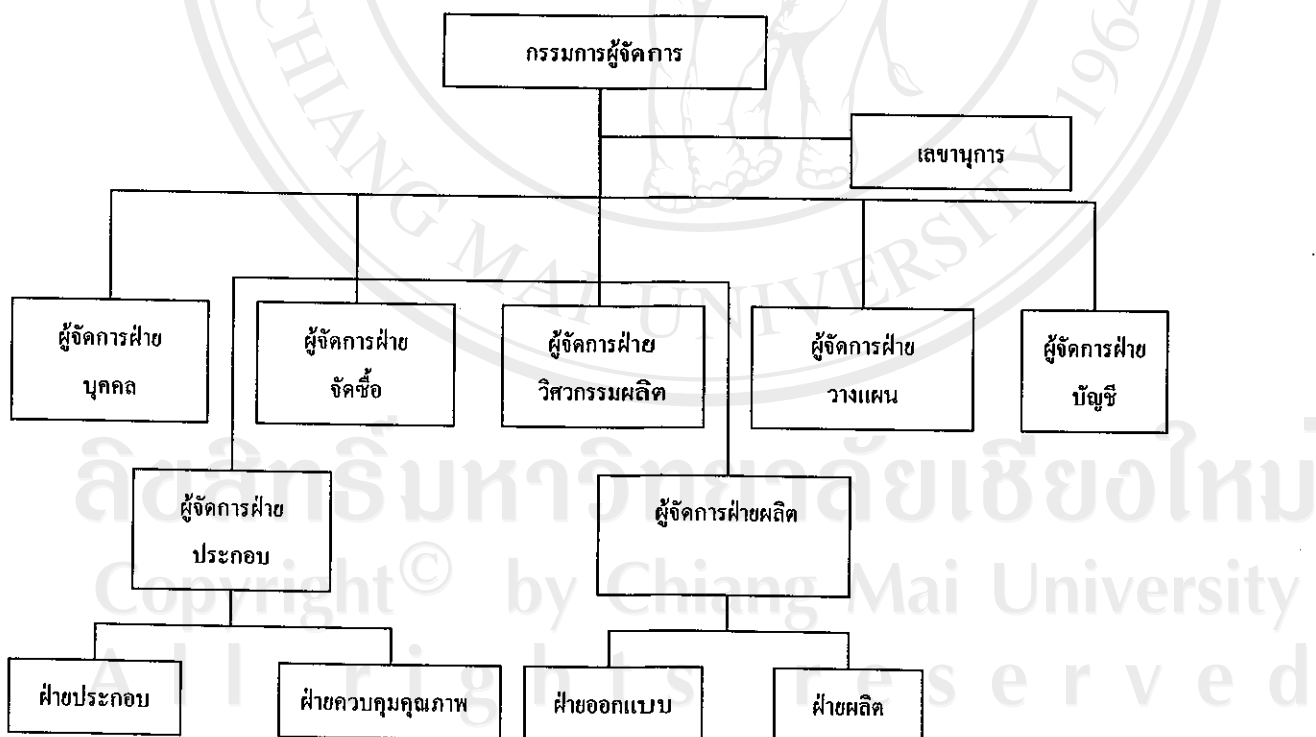 CHIANG MAI UNIVERSITY 1964
กรรมการผู้จัดการ
เลขานุการ
ผู้จัดการฝ่าย
บุคคล
ผู้จัดการฝ่าย
จัดซื้อ
ผู้จัดการฝ่าย
วิศวกรรมผลิต
ผู้จัดการฝ่าย
วางแผน
ผู้จัดการฝ่าย
บัญชี
ลิขสิทธิ์มหาวิทยาลัยเชียงใหม่
ผู้จัดการฝ่าย
ประกอบ
ผู้จัดการฝ่ายผลิต
Copyright© by Chiang Mai University
All rights reserved
ฝ่ายประกอบ
ฝ่ายควบคุมคุณภาพ
ฝ่ายออกแบบ
ฝ่ายผลิต